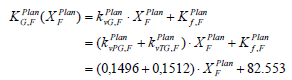 K_{G,F}^{Plan}(X_F^{Plan}) = k_{vG,F}^{Plan} · X_F^{Plan} + K_{f,F}^{Plan}
= (k_{vPG,F}^{Plan} + k_{vTG,F}^{Plan}) · X_F^{Plan} + K_{f,F}^{Plan}
= (0,1496 + 0,1512) · X_F^{Plan} + 82.553